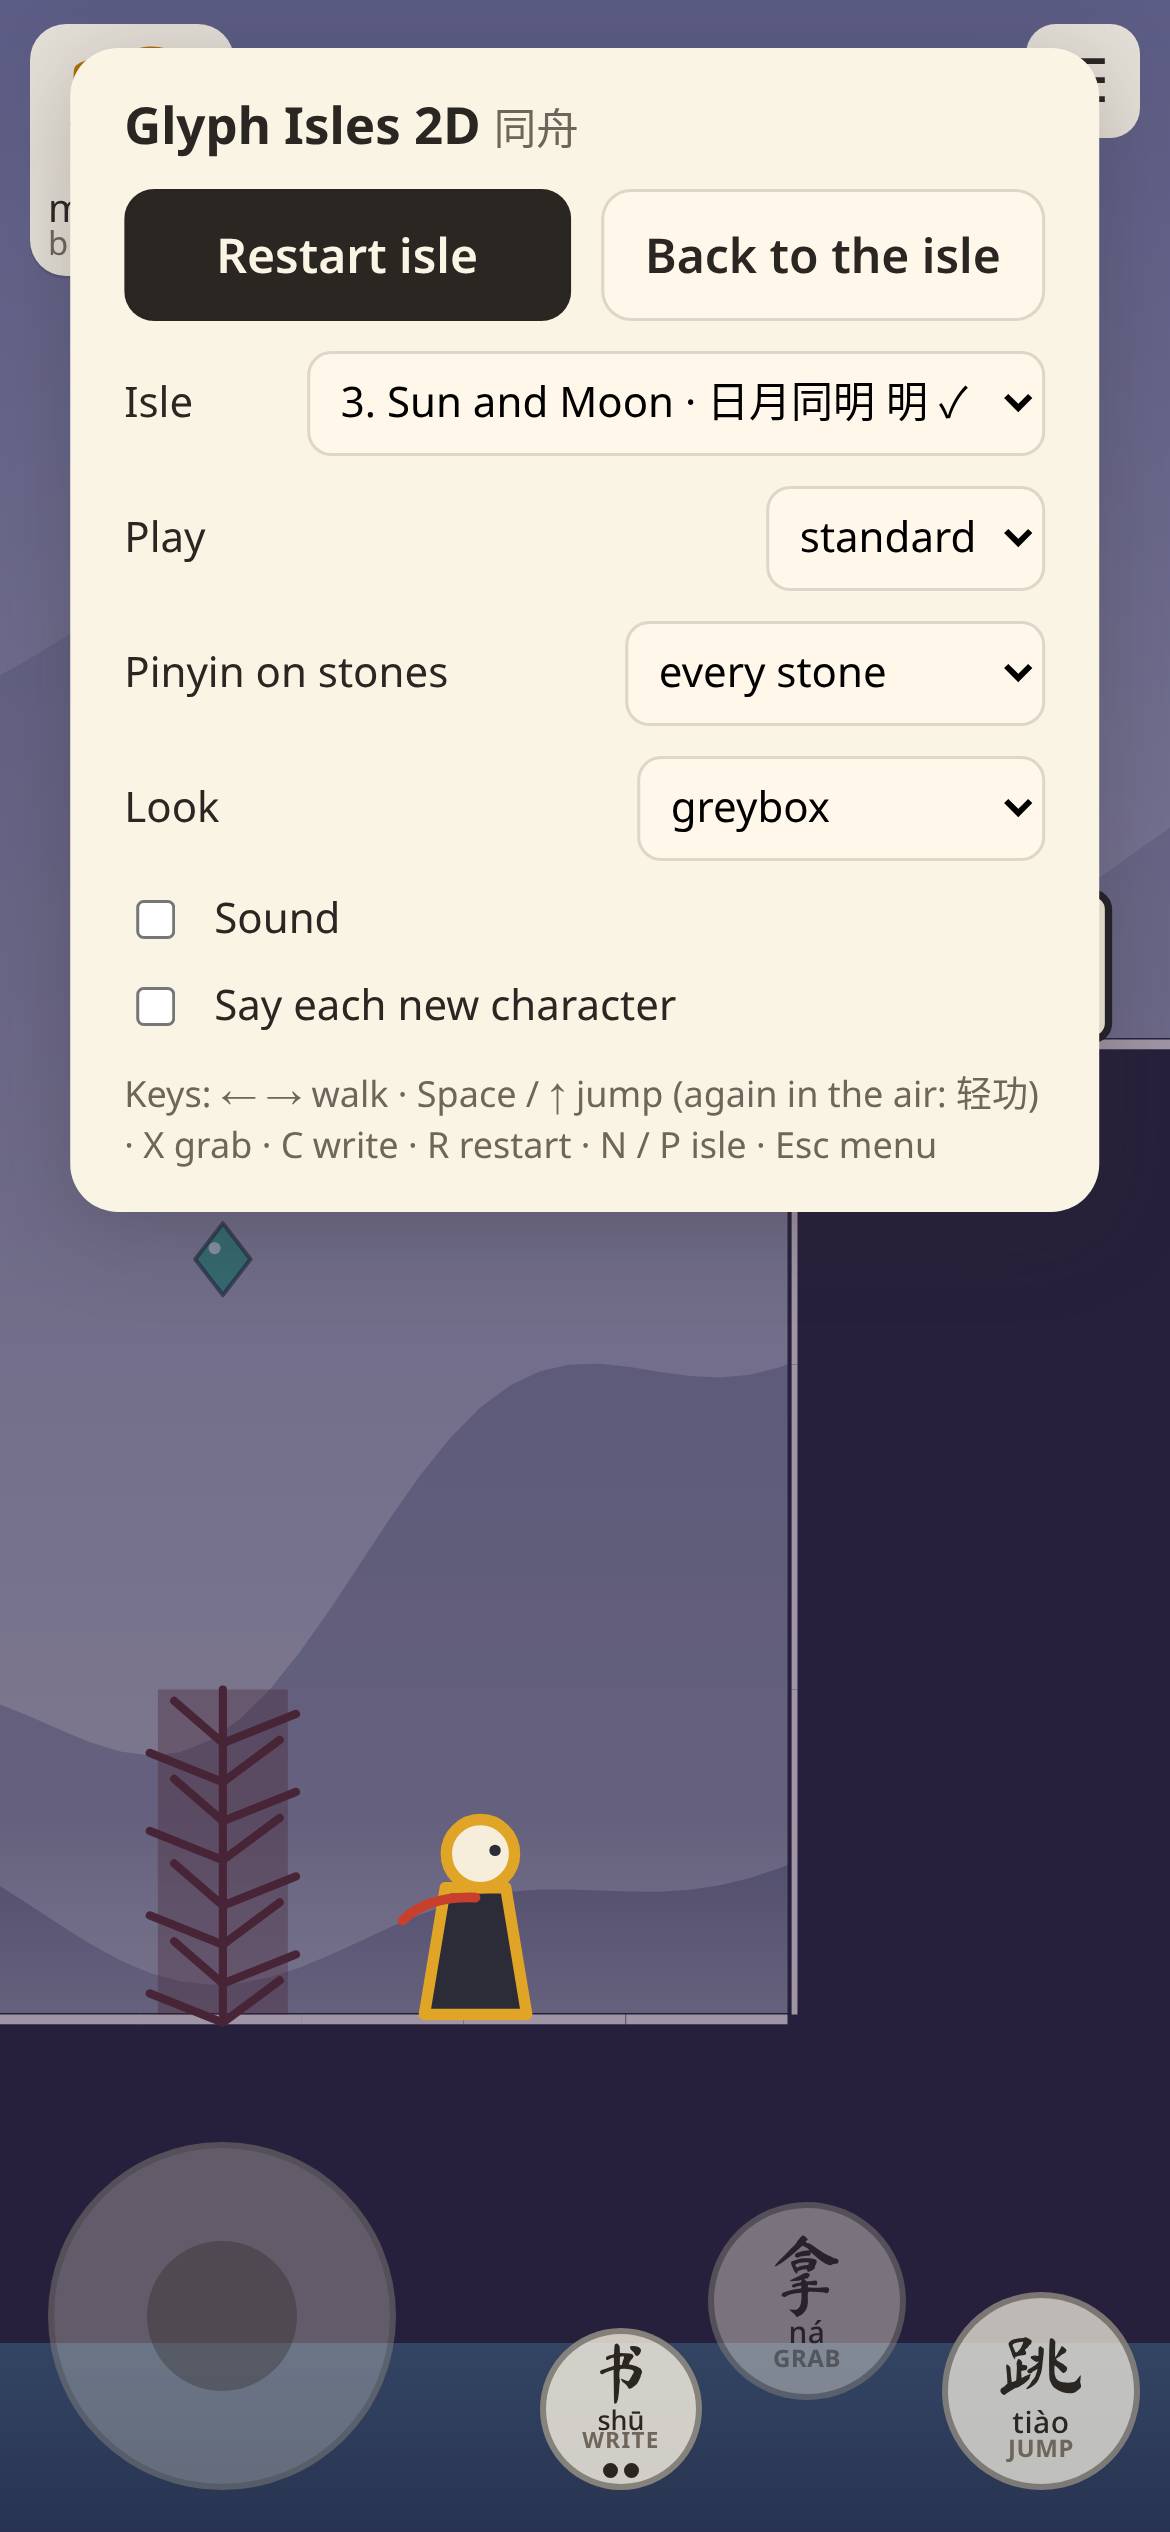 Glyph Isles 2D 同舟
Restart isle
Back to the isle
Isle
3. Sun and Moon · 日月同明 明 ✓
Play
standard
Pinyin on stones
every stone
Look
greybox
Sound
Say each new character
Keys: ←→ walk · Space / ↑ jump (again in the air: 轻功)
· X grab · C write · R restart · N / P isle · Esc menu
拿
ná
GRAB
书
shū
WRITE
跳
tiào
JUMP